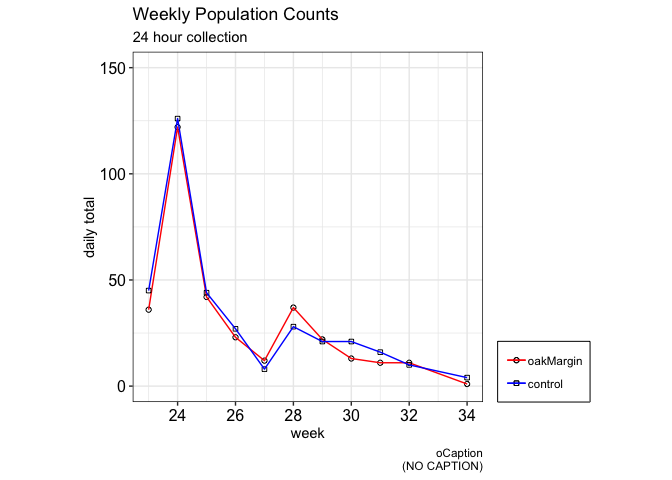 Weekly Population Counts
24 hour collection
150
100
50
0
daily total
24 26 28 30 32 34
week
oakMargin
control
oCaption
(NO CAPTION)